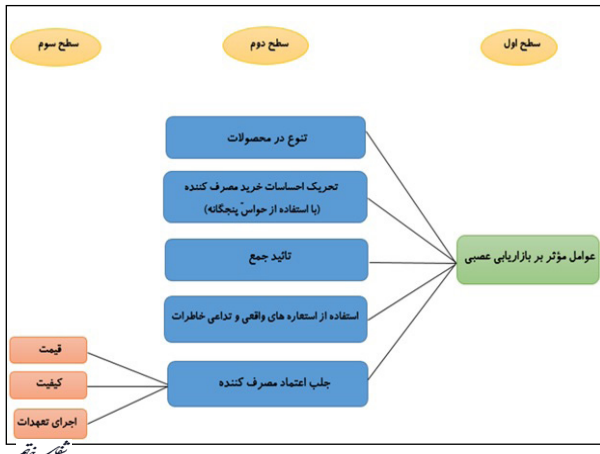 سطح اول
سطح دوم
سطح سوم
تنوع در محصولات
تحریک احساسات خرید مصرف کننده
(با استفاده از حواس پنجگانه)
تائید جمع
استفاده از استعاره های واقعی و تداعی خاطرات
جلب اعتماد مصرف کننده
عوامل مؤثر بر بازاریابی عصبی
قیمت
کیفیت
اجرای تعهدات